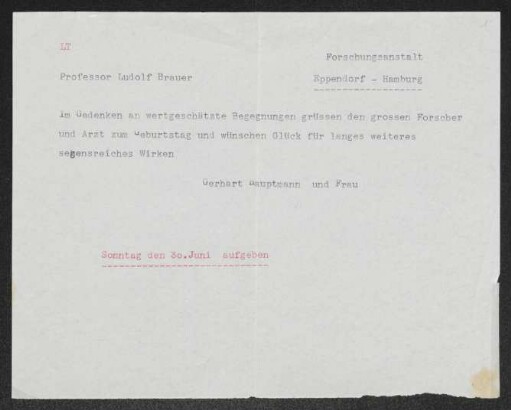 LT
Forschungsanstalt
Professor Ludolf Brauer Eppendorf - Hamburg
Im Gedenken an wertgeschätzte Begegnungen grüssen den grossen Forscher
und Arzt zum Geburtstag und wünschen Glück für langes weiteres
segensreiches Wirken
Gerhart Hauptmann und Frau
Sonntag den 3o.Juni aufgeben